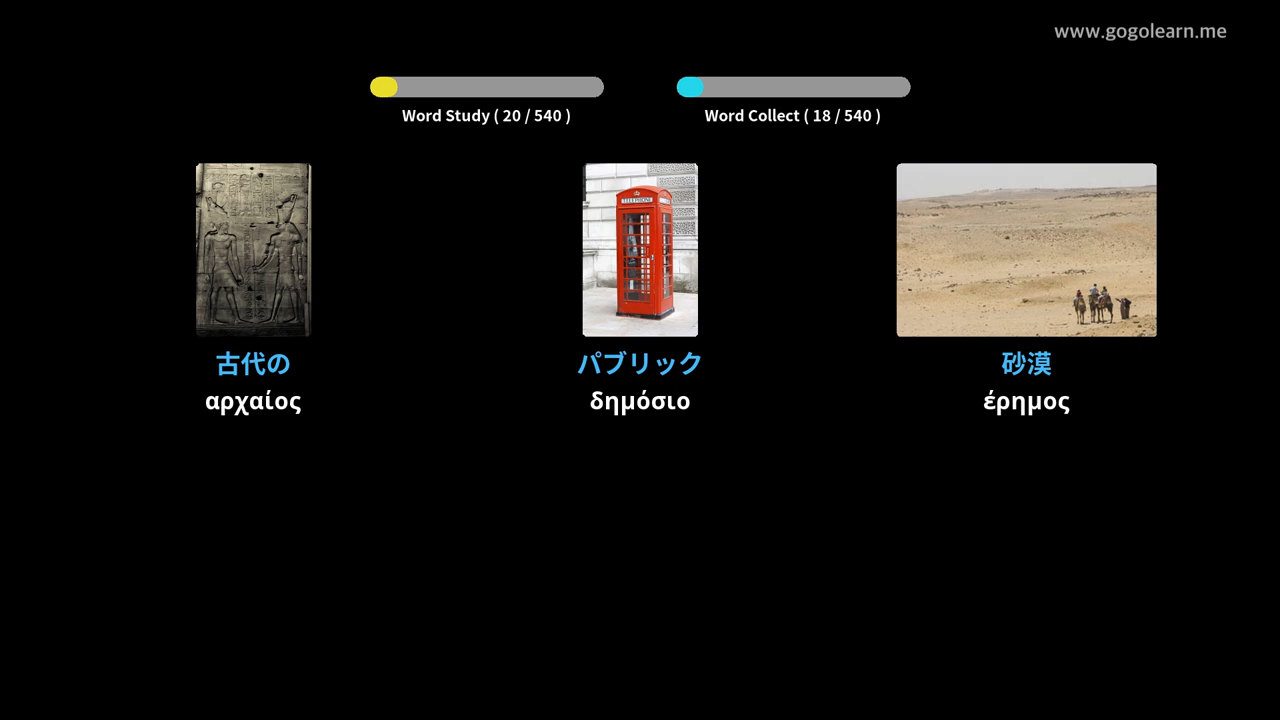 www.gogolearn.me
Word Study ( 20 / 540 )
Word Collect ( 18 / 540 )
TELEPHONE
古代の
パブリック
砂漠
αρχαίος
δημόσιο
έρημος